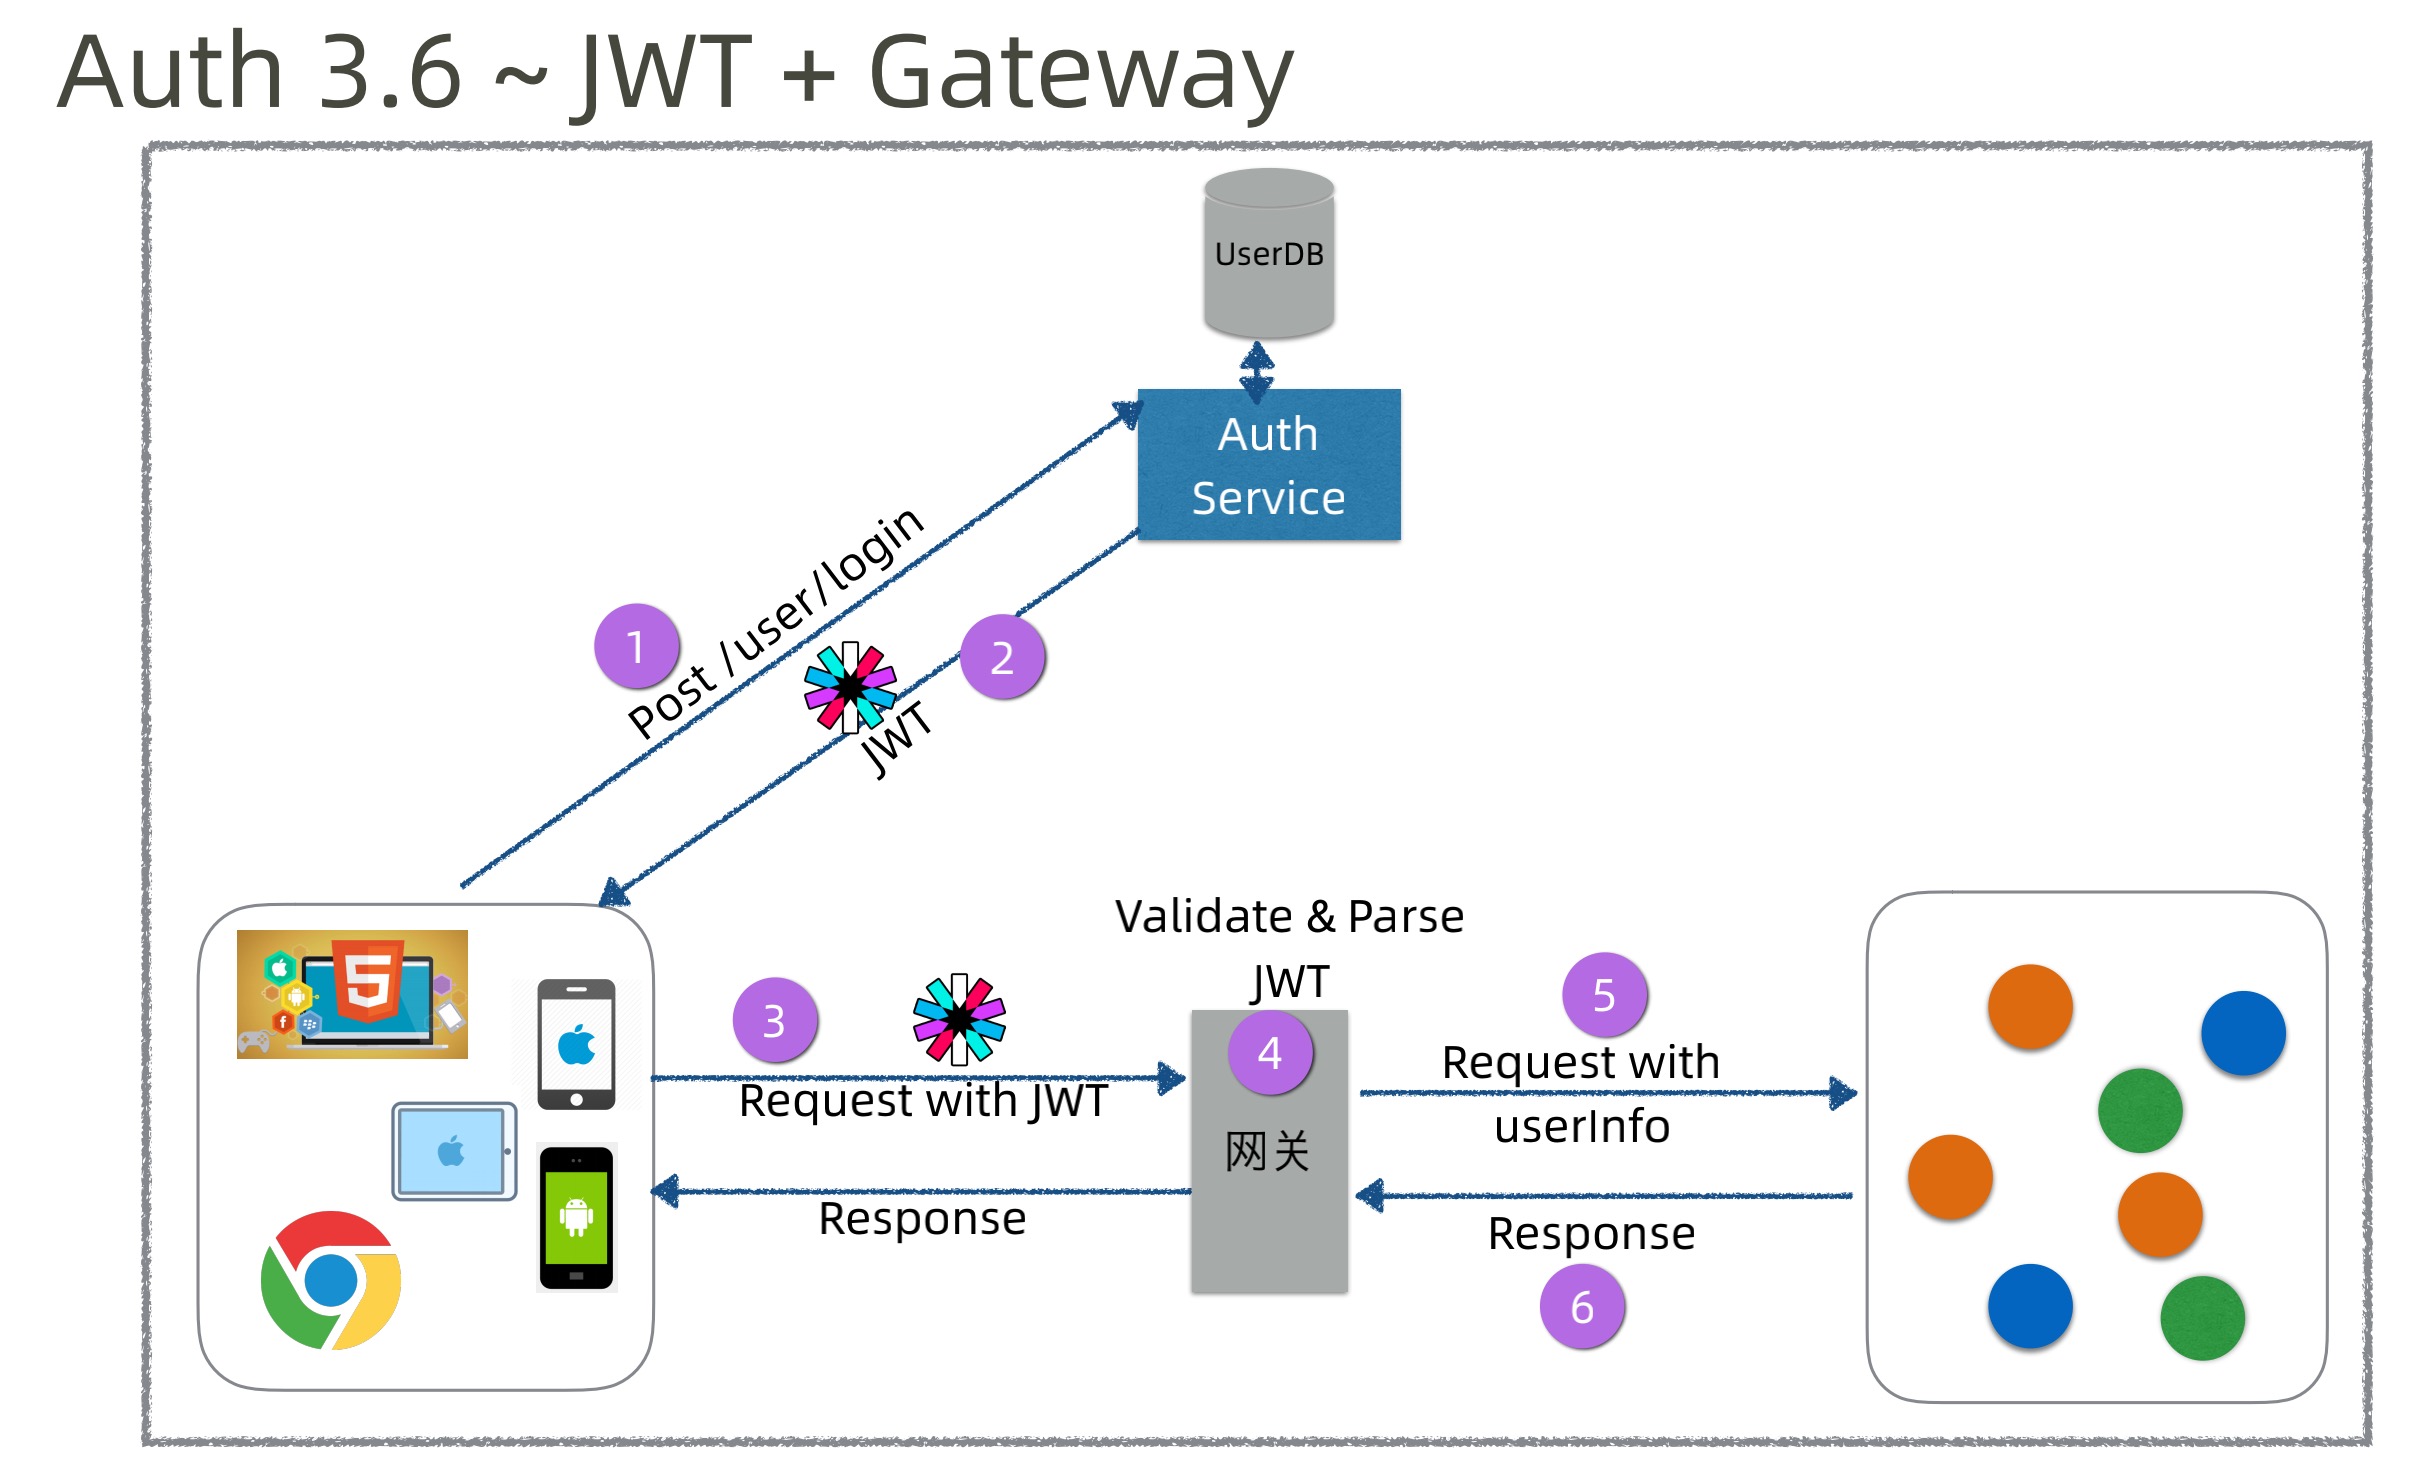 Auth 3.6 ~ JWT + Gateway
UserDB
Auth
Service
1
Post /user/login
2
JWT
Validate & Parse
JWT
3
Request with JWT
4
网关
5
Request with
userInfo
Response
Response
6